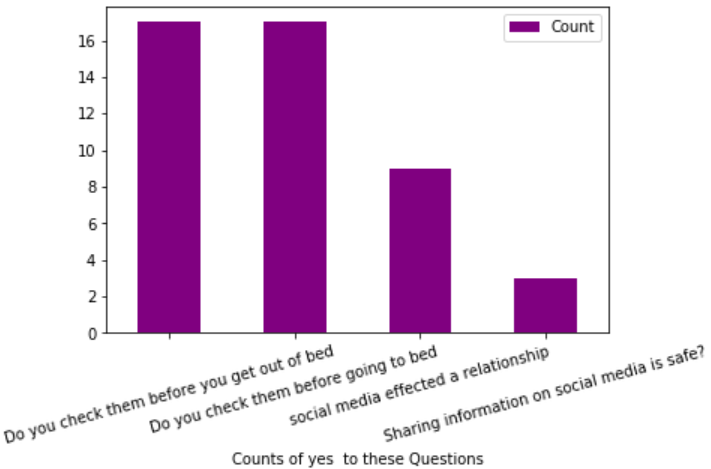 Count
16
14
12
10
8
6
4
2
0
Do you check them before you get out of bed
Do you check them before going to bed
social media effected a relationship
Sharing information on social media is safe?
Counts of yes  to these Questions